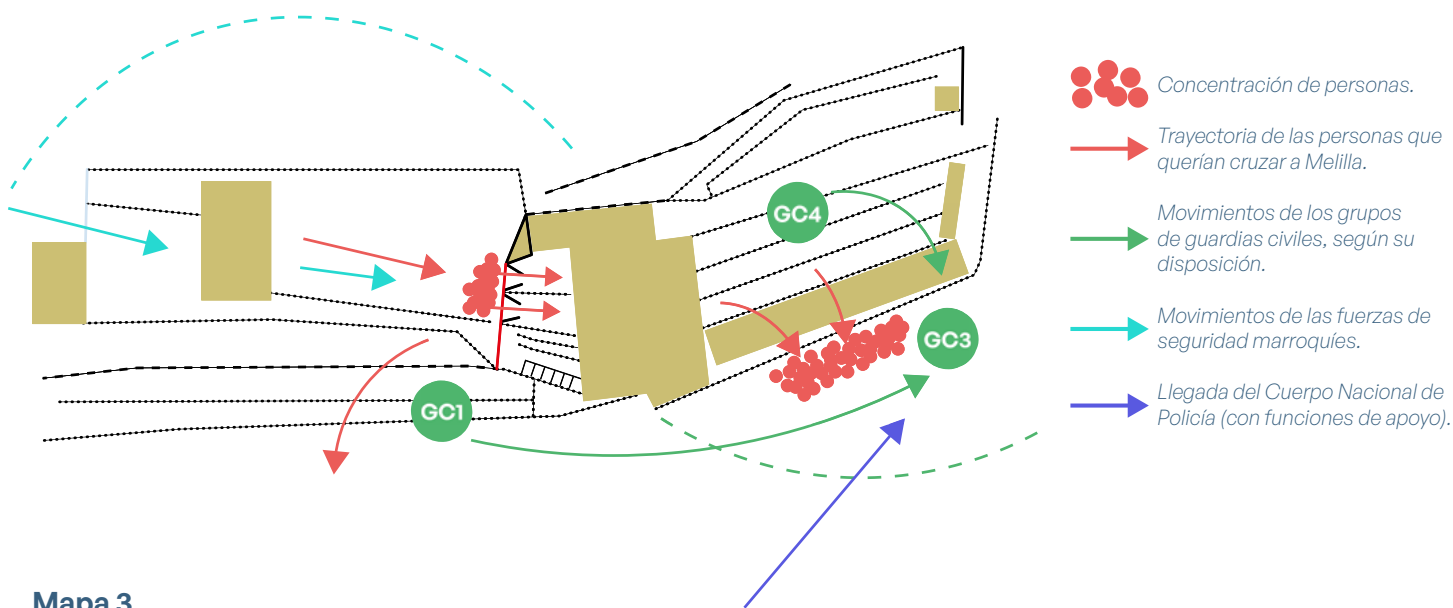 GC4
GC3
GC1
Concentración de personas.
Trayectoria de las personas que
querían cruzar a Melilla.
Movimientos de los grupos
de guardias civiles, según su
disposición.
Movimientos de las fuerzas de
seguridad marroquíes.
Llegada del Cuerpo Nacional de
Policía (con funciones de apoyo).
Mapa 3